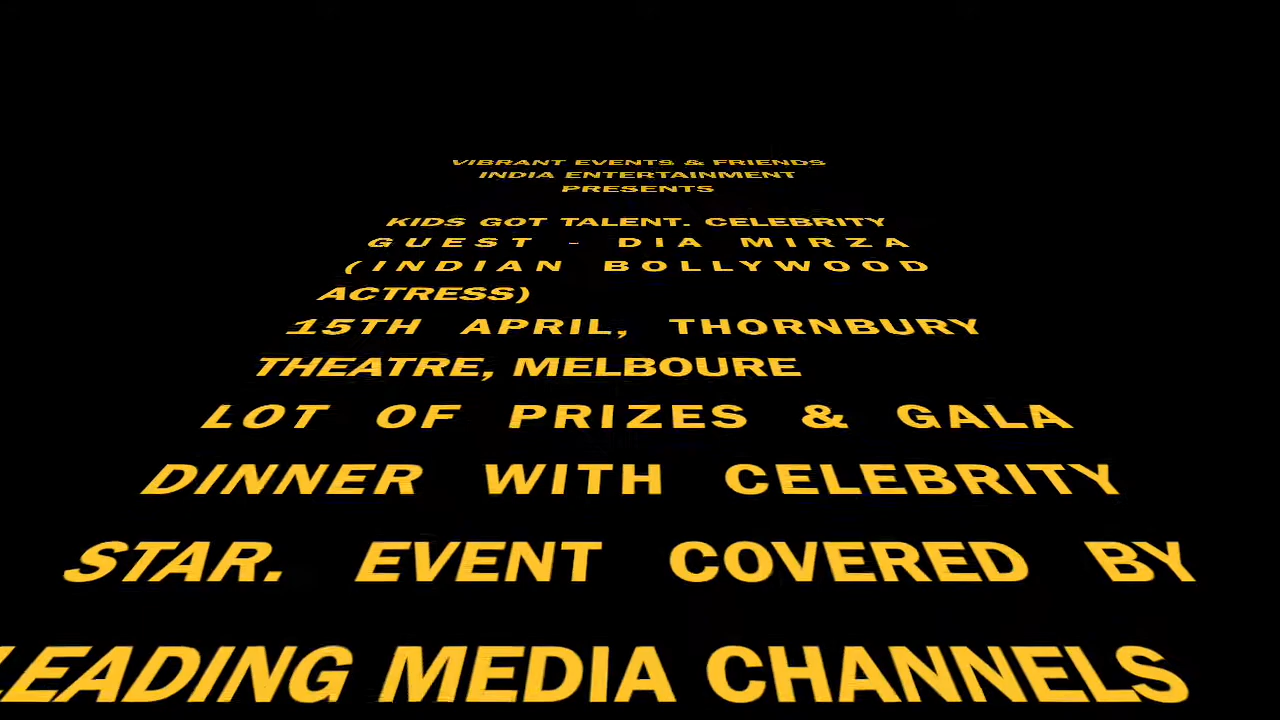 VIBRANT EVENTS & FRIENDS
INDIA ENTERTAINMENT
PRESENTS
KIDS GOT TALENT. CELEBRITY
GUEST - DIA MIRZA
(INDIAN BOLLYWOOD
ACTRESS)
15TH APRIL, THORNBURY
THEATRE, MELBOURE
LOT OF PRIZES & GALA
DINNER WITH CELEBRITY
STAR. EVENT COVERED BY
LEADING MEDIA CHANNELS